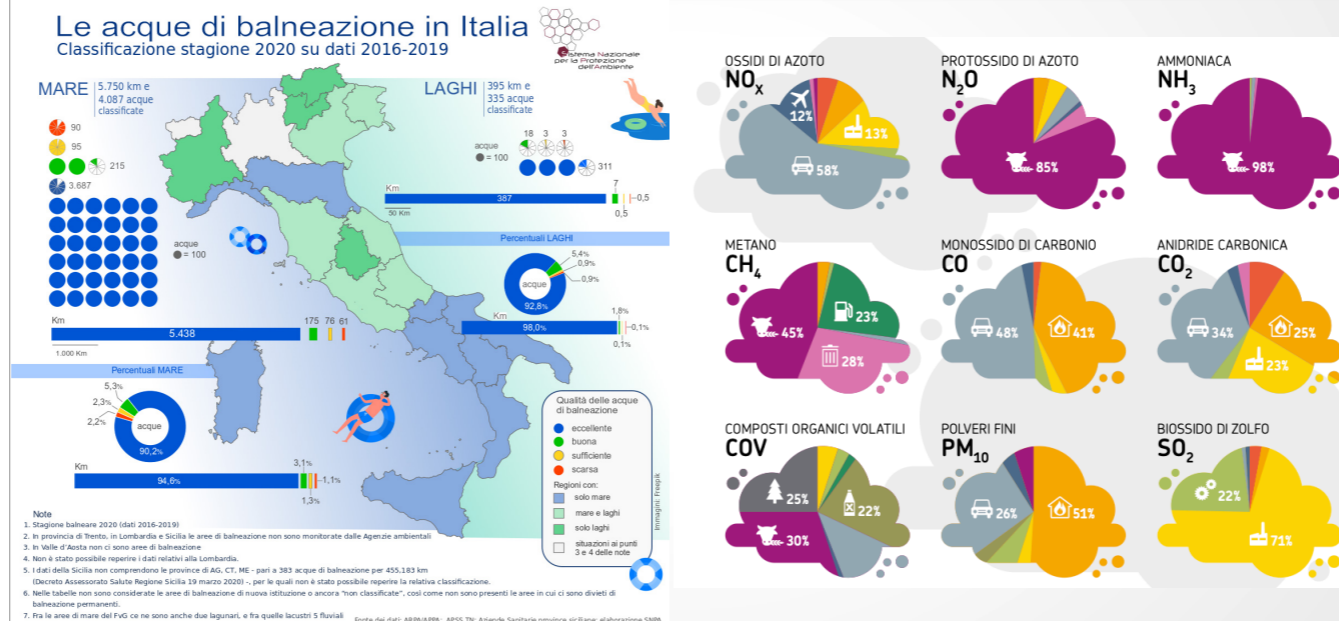 Le acque di balneazione in Italia
Classificazione stagione 2020 su dati 2016-2019
Sistema Nazionale
per la Protezione
dell'Ambiente
MARE
5.750 km e
4.087 acque
classificate
LAGHI
395 km e
335 acque
classificate
90
95
215
3.687
acque
= 100
18 3 3
acque
= 100
311
Km
387
7
0,5
0,5
50 Km
Percentuali LAGHI
5,4%
0,9%
0,9%
acque
92,8%
Km
98,0%
1,8%
0,1%
0,1%
Km
5.438
175 76 61
1.000 Km
Percentuali MARE
5,3%
2,3%
2,2%
acque
90,2%
Km
94,6%
3,1%
1,1%
1,3%
Qualità delle acque
di balneazione
eccellente
buona
sufficiente
scarsa
Regioni con:
solo mare
mare e laghi
solo laghi
situazioni ai punti
3 e 4 delle note
Immagini: Freepik
Note
1. Stagione balneare 2020 (dati 2016-2019)
2. In provincia di Trento, in Lombardia e Sicilia le aree di balneazione non sono monitorate dalle Agenzie ambientali
3. In Valle d'Aosta non ci sono aree di balneazione
4. Non è stato possibile reperire i dati relativi alla Lombardia.
5. I dati della Sicilia non comprendono le province di AG, CT, ME - pari a 383 acque di balneazione per 455,183 km
(Decreto Assessorato Salute Regione Sicilia 19 marzo 2020) -, per le quali non è stato possibile reperire la relativa classificazione.
6. Nelle tabelle non sono considerate le aree di balneazione di nuova istituzione o ancora "non classificate", così come non sono presenti le aree in cui ci sono divieti di
balneazione permanenti.
7. Fra le aree di mare del FvG ce ne sono anche due lagunari, e fra quelle lacustri 5 fluviali
Fonte dei dati: ARPA/APPA; APSS TN; Aziende Sanitarie province siciliane; elaborazione SNPA
OSSIDI DI AZOTO
NOX
12%
13%
58%
PROTOSSIDO DI AZOTO
N2O
85%
AMMONIACA
NH3
98%
METANO
CH4
45%
23%
28%
MONOSSIDO DI CARBONIO
CO
48%
41%
ANIDRIDE CARBONICA
CO2
34%
25%
23%
COMPOSTI ORGANICI VOLATILI
COV
25%
22%
30%
POLVERI FINI
PM10
26%
51%
BIOSSIDO DI ZOLFO
SO2
22%
71%